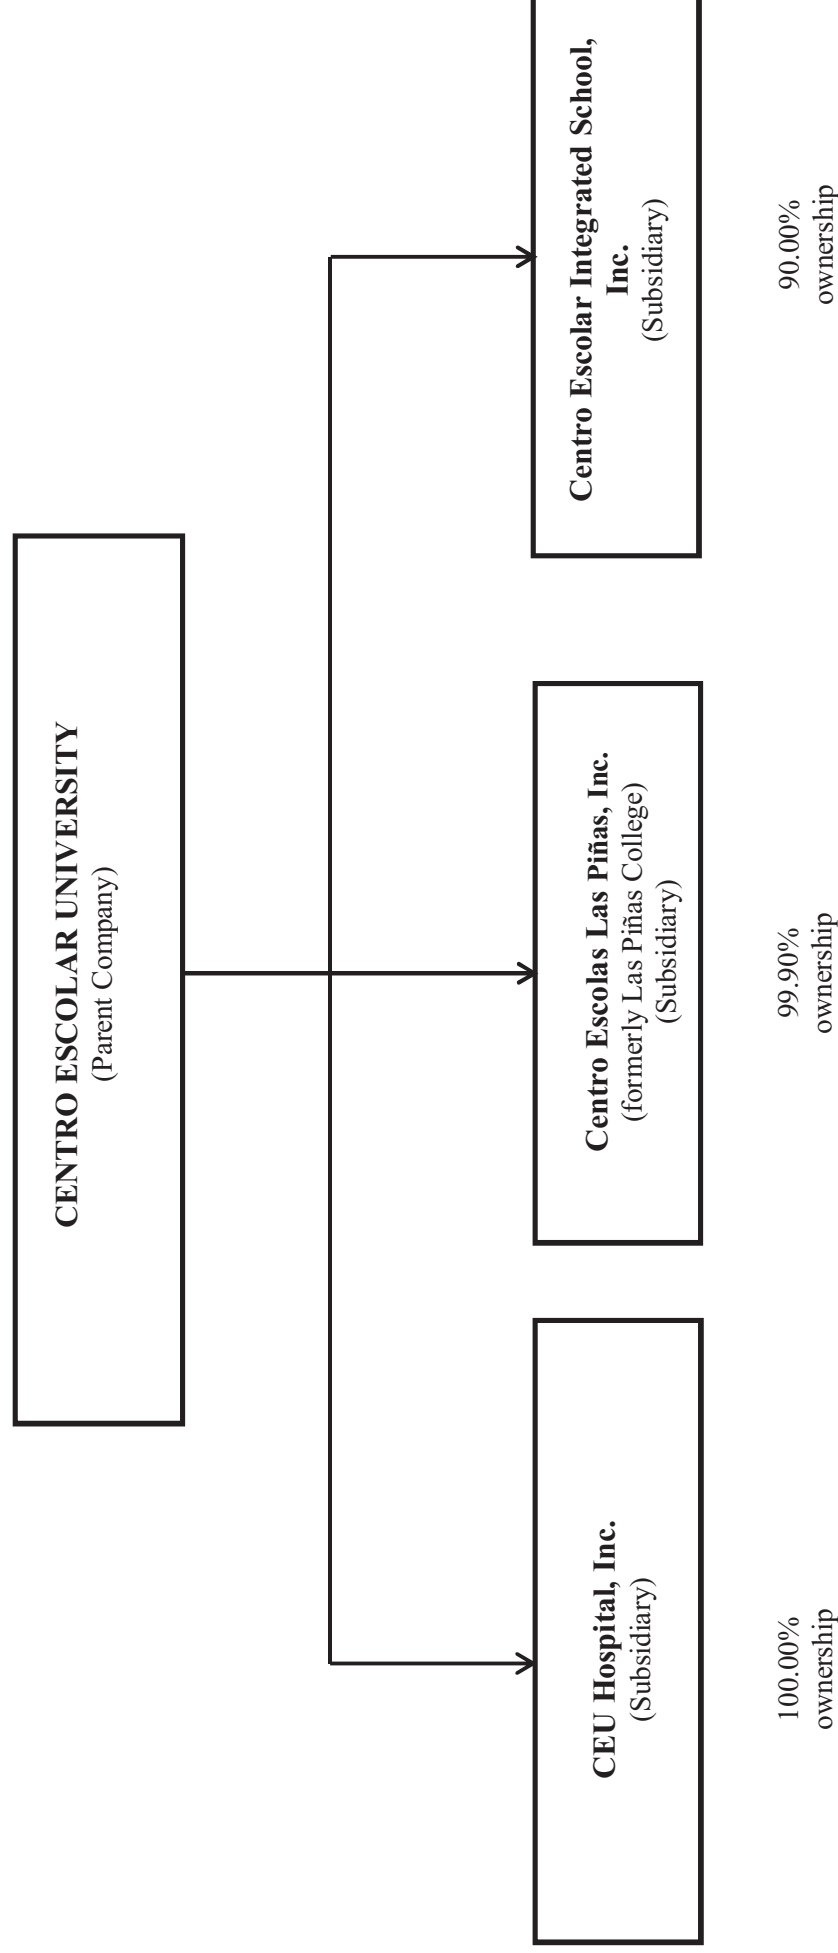 CENTRO ESCOLAR UNIVERSITY
(Parent Company)
CEU Hospital, Inc.
(Subsidiary)
Centro Escolas Las Piñas, Inc.
(formerly Las Piñas College)
(Subsidiary)
Centro Escolar Integrated School,
Inc.
(Subsidiary)
100.00%
ownership
99.90%
ownership
90.00%
ownership